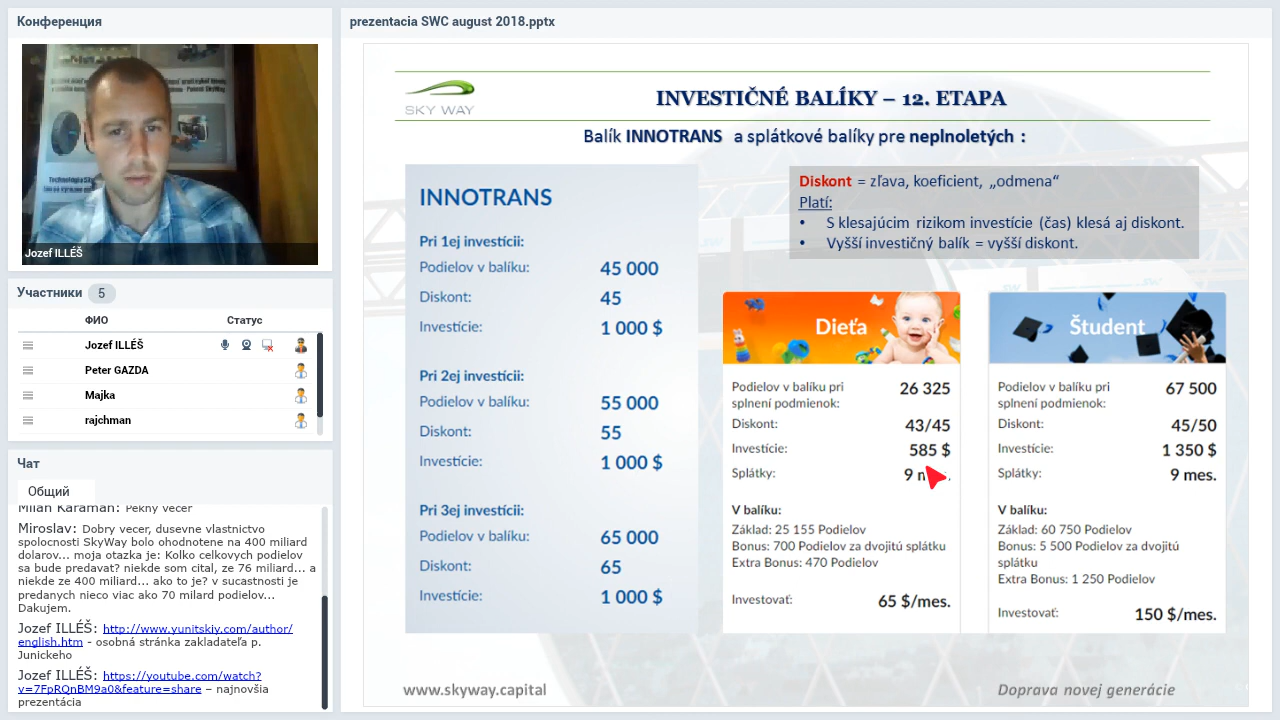 Конференция
Jozef ILLÉŠ
Участники 5
ФИО Статус
Jozef ILLÉŠ
Peter GAZDA
Majka
rajchman
Чат
Общий
Milan Karaman: Pekny vecer
Miroslav: Dobry vecer, dusevne vlastnictvo
spolocnosti SkyWay bolo ohodnotene na 400 miliard
dolarov... moja otazka je: Kolko celkovych podielov
sa bude predavat? niekde som cital, ze 76 miliard... a
niekde ze 400 miliard... ako to je? v sucastnosti je
predanych nieco viac ako 70 milard podielov...
Dakujem.
Jozef ILLÉŠ: http://www.yunitskiy.com/author/
english.htm - osobná stránka zakladateľa p.
Junickeho
Jozef ILLÉŠ: https://youtube.com/watch?
v=7FpRQnBM9a0&feature=share – najnovšia
prezentácia
prezentacia SWC august 2018.pptx
SKY WAY
INVESTIČNÉ BALÍKY – 12. ETAPA
Balík INNOTRANS a splátkové balíky pre neplnoletých :
INNOTRANS
Pri 1ej investícii:
Podielov v balíku: 45 000
Diskont: 45
Investície: 1 000 $
Pri 2ej investícii:
Podielov v balíku: 55 000
Diskont: 55
Investície: 1 000 $
Pri 3ej investícii:
Podielov v balíku: 65 000
Diskont: 65
Investície: 1 000 $
Diskont = zľava, koeficient, „odmena“
Platí:
• S klesajúcim rizikom investície (čas) klesá aj diskont.
• Vyšší investičný balík = vyšší diskont.
Dieťa
Podielov v balíku pri 26 325
splnení podmienok:
Diskont: 43/45
Investície: 585 $
Splátky: 9
V balíku:
Základ: 25 155 Podielov
Bonus: 700 Podielov za dvojitú splátku
Extra Bonus: 470 Podielov
Investovať: 65 $/mes.
Študent
Podielov v balíku pri 67 500
splnení podmienok:
Diskont: 45/50
Investície: 1 350 $
Splátky: 9 mes.
V balíku:
Základ: 60 750 Podielov
Bonus: 5 500 Podielov za dvojitú
splátku
Extra Bonus: 1 250 Podielov
Investovať: 150 $/mes.
www.skyway.capital
Doprava novej generácie